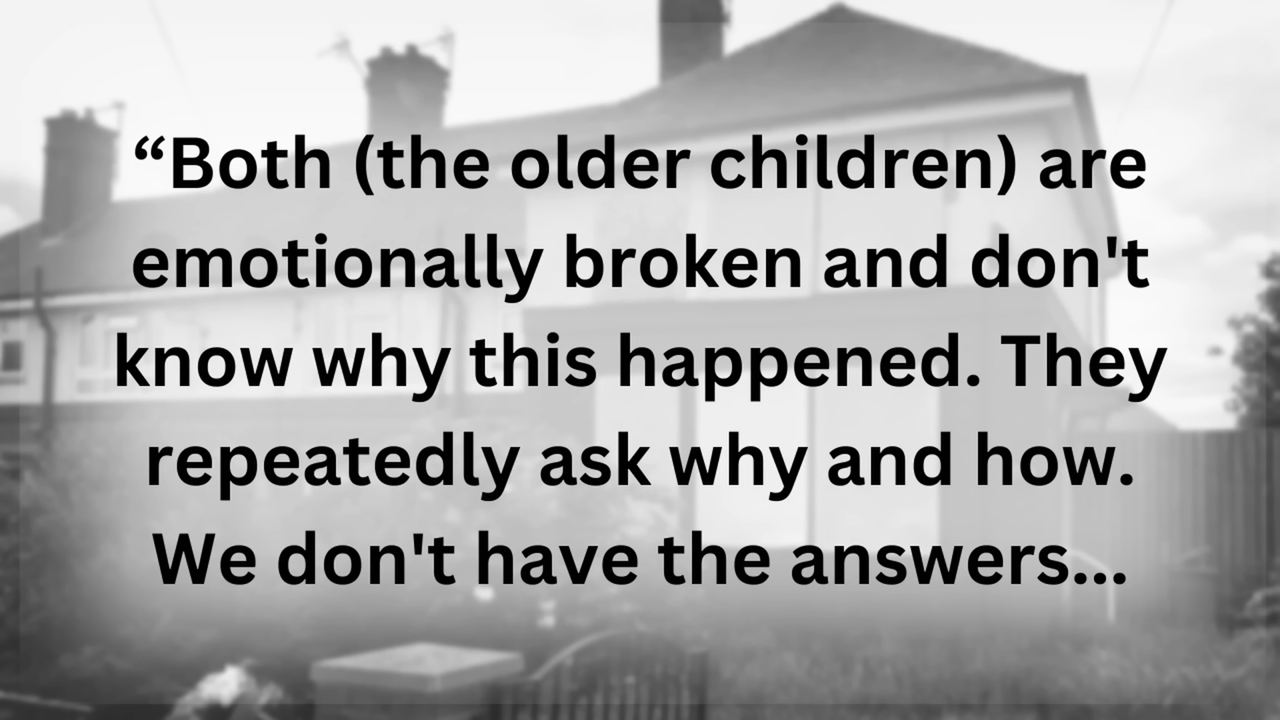 “Both (the older children) are
emotionally broken and don't
know why this happened. They
repeatedly ask why and how.
We don't have the answers...